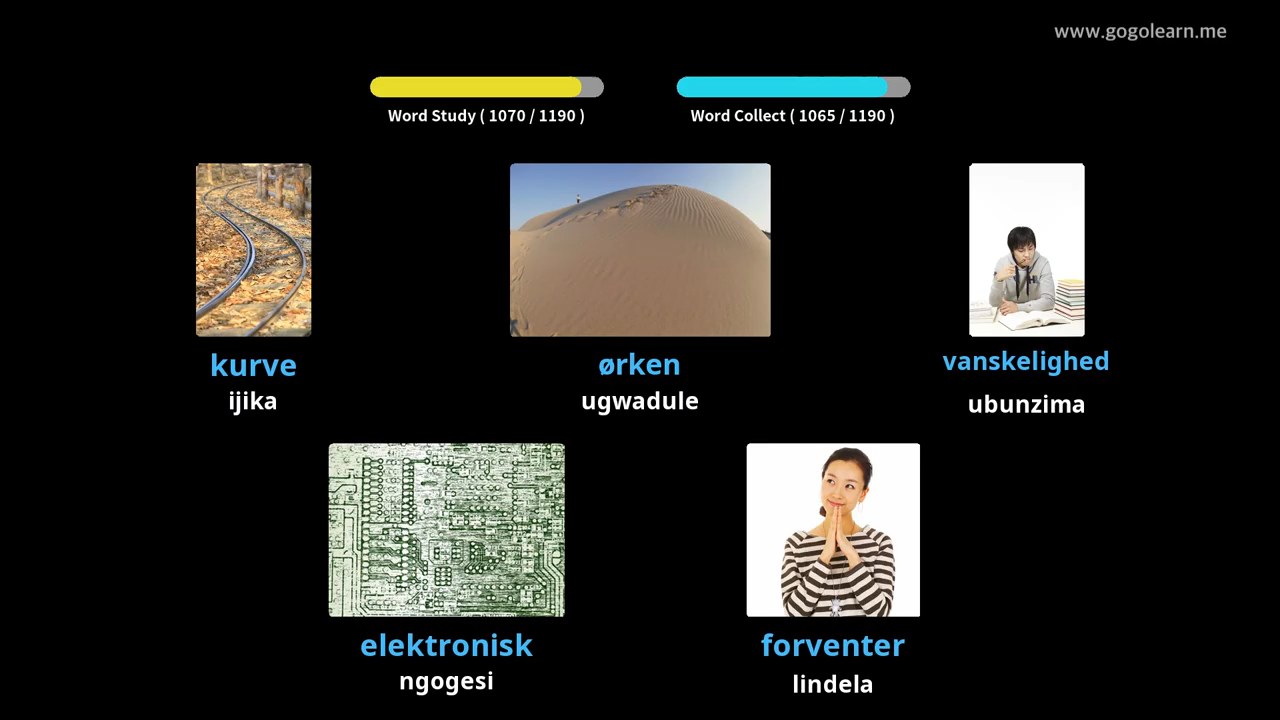 www.gogolearn.me
Word Study ( 1070 / 1190 )
Word Collect ( 1065 / 1190 )
kurve
ijika
ørken
ugwadule
vanskelighed
ubunzima
elektronisk
ngogesi
forventer
lindela